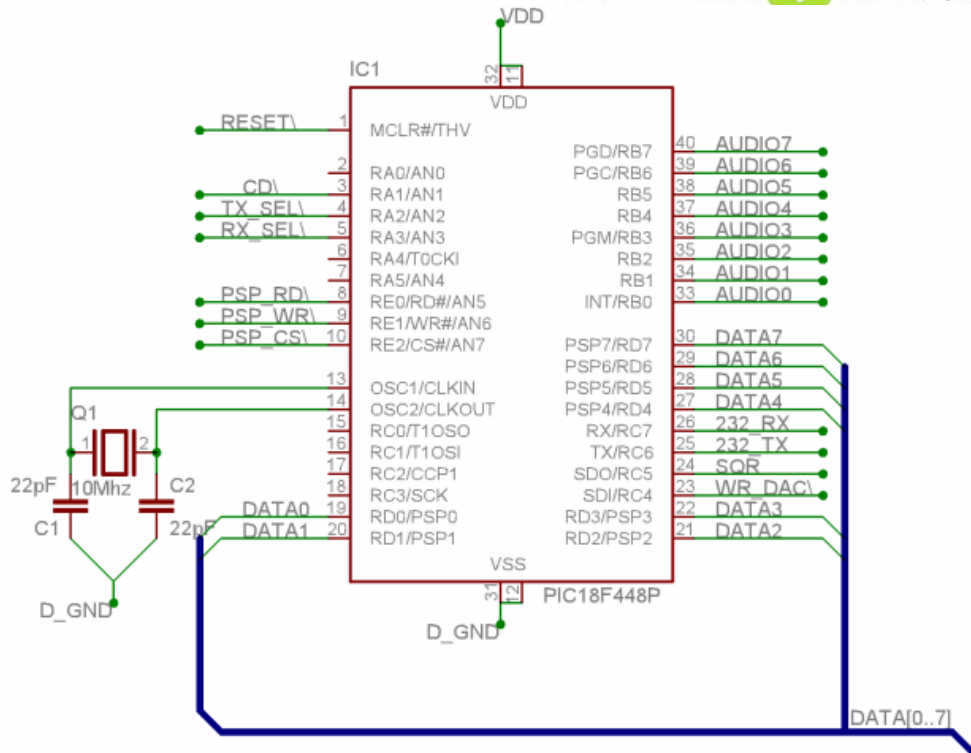 VDD
IC1
32 11
VDD
RESET\ 1 MCLR#/THV
2 RA0/AN0
CD\ 3 RA1/AN1
TX_SEL\ 4 RA2/AN2
RX_SEL\ 5 RA3/AN3
6 RA4/T0CKI
7 RA5/AN4
PSP_RD\ 8 RE0/RD#/AN5
PSP_WR\ 9 RE1/WR#/AN6
PSP_CS\ 10 RE2/CS#/AN7
13 OSC1/CLKIN
14 OSC2/CLKOUT
15 RC0/T1OSO
16 RC1/T1OSI
17 RC2/CCP1
18 RC3/SCK
DATA0 19 RD0/PSP0
DATA1 20 RD1/PSP1
PGD/RB7 40 AUDIO7
PGC/RB6 39 AUDIO6
RB5 38 AUDIO5
RB4 37 AUDIO4
PGM/RB3 36 AUDIO3
RB2 35 AUDIO2
RB1 34 AUDIO1
INT/RB0 33 AUDIO0
PSP7/RD7 30 DATA7
PSP6/RD6 29 DATA6
PSP5/RD5 28 DATA5
PSP4/RD4 27 DATA4
RX/RC7 26 232_RX
TX/RC6 25 232_TX
SDO/RC5 24 SQR
SDI/RC4 23 WR_DAC\
RD3/PSP3 22 DATA3
RD2/PSP2 21 DATA2
Q1
1 2
10Mhz
22pF
C1
C2
22pF
D_GND
VSS
31 12
PIC18F448P
D_GND
DATA[0..7]